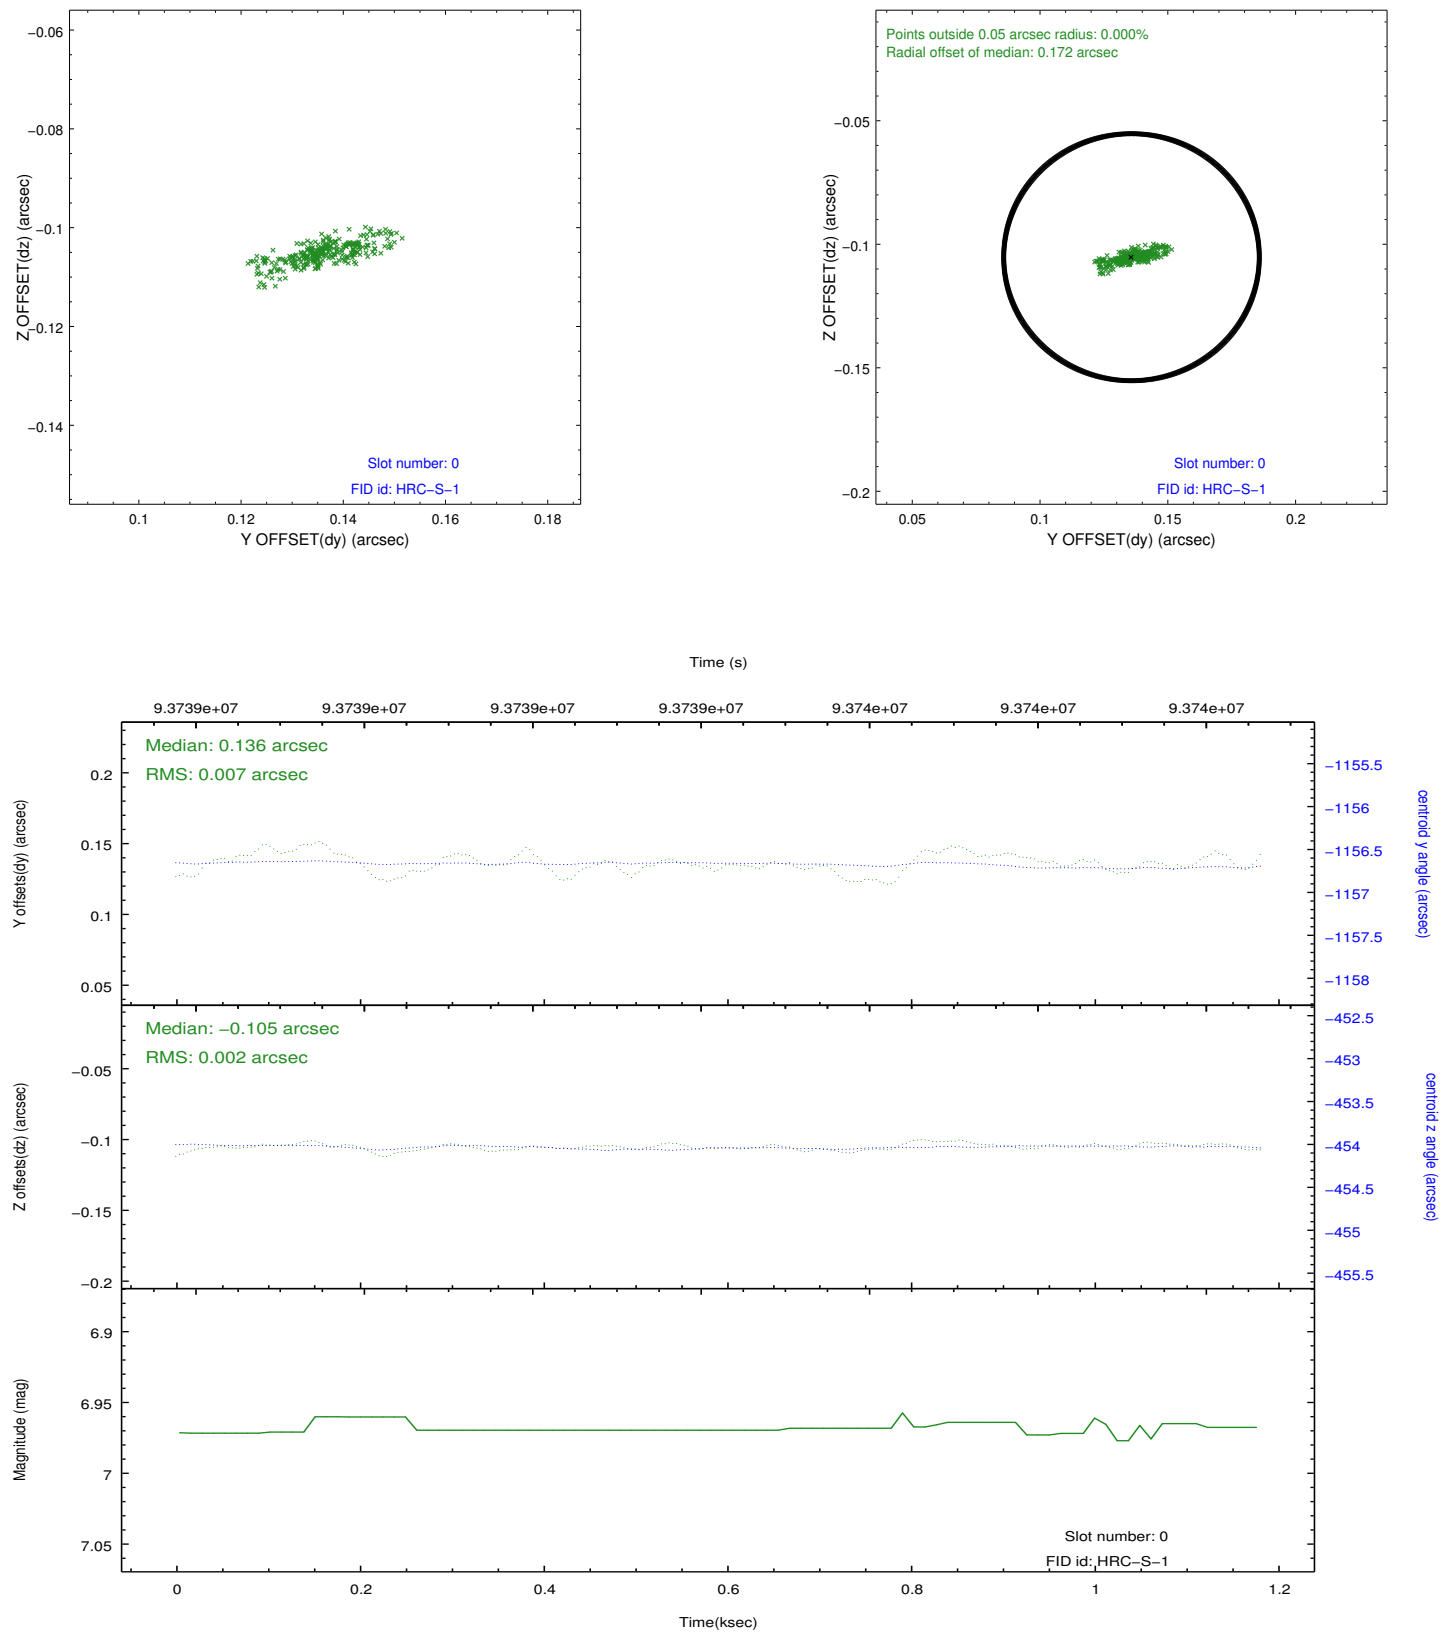 −0.06
−0.08
−0.1
−0.12
−0.14
Z OFFSET(dz) (arcsec)
Slot number: 0
FID id: HRC−S−1
0.1 0.12 0.14 0.16 0.18
Y OFFSET(dy) (arcsec)
Points outside 0.05 arcsec radius: 0.000%
Radial offset of median: 0.172 arcsec
−0.05
−0.1
−0.15
−0.2
Z OFFSET(dz) (arcsec)
Slot number: 0
FID id: HRC−S−1
0.05 0.1 0.15 0.2
Y OFFSET(dy) (arcsec)
Time (s)
9.3739e+07 9.3739e+07 9.3739e+07 9.3739e+07 9.374e+07 9.374e+07 9.374e+07
Median: 0.136 arcsec
RMS: 0.007 arcsec
0.2
0.15
0.1
0.05
Y offsets(dy) (arcsec)
−1155.5
−1156
−1156.5
−1157
−1157.5
−1158
centroid y angle (arcsec)
Median: −0.105 arcsec
RMS: 0.002 arcsec
−0.05
−0.1
−0.15
−0.2
Z offsets(dz) (arcsec)
−452.5
−453
−453.5
−454
−454.5
−455
−455.5
centroid z angle (arcsec)
6.9
6.95
7
7.05
Magnitude (mag)
Slot number: 0
FID id: HRC−S−1
0 0.2 0.4 0.6 0.8 1 1.2
Time(ksec)